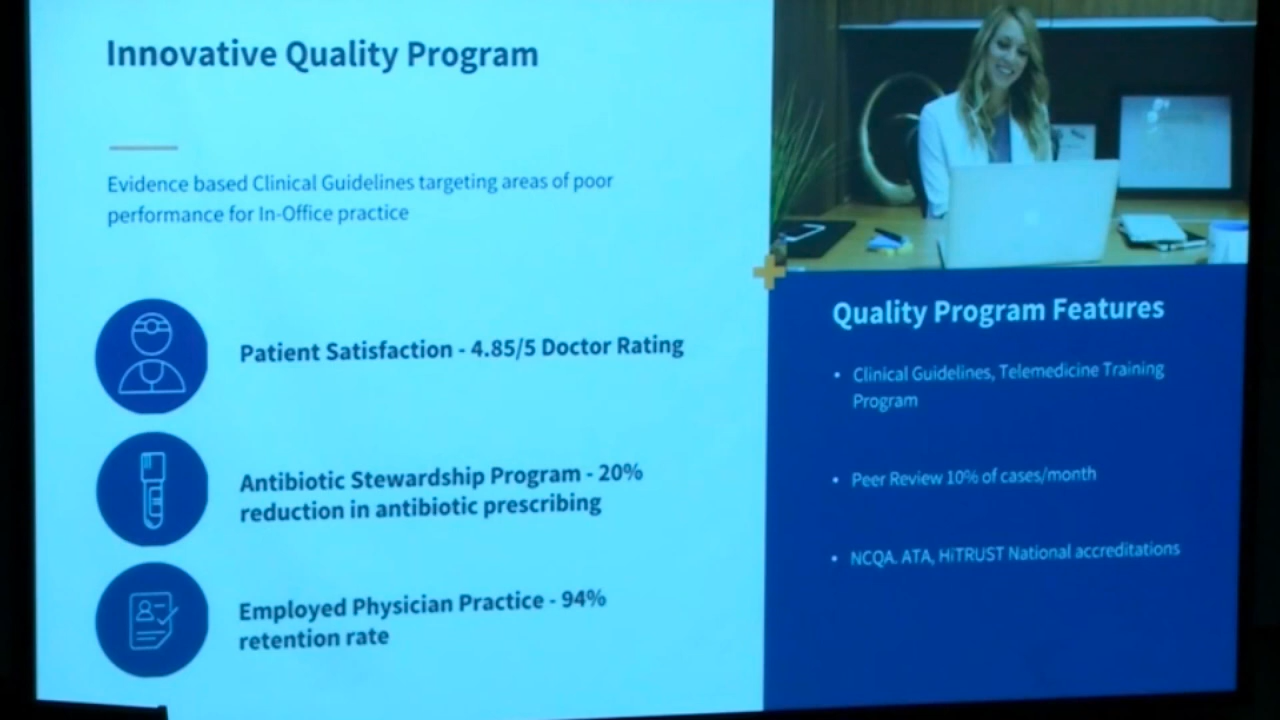 Innovative Quality Program
Evidence based Clinical Guidelines targeting areas of poor
performance for In-Office practice
Patient Satisfaction - 4.85/5 Doctor Rating
Antibiotic Stewardship Program - 20%
reduction in antibiotic prescribing
Employed Physician Practice - 94%
retention rate
Quality Program Features
• Clinical Guidelines, Telemedicine Training
Program
• Peer Review 10% of cases/month
• NCQA. ATA, HiTRUST National accreditations